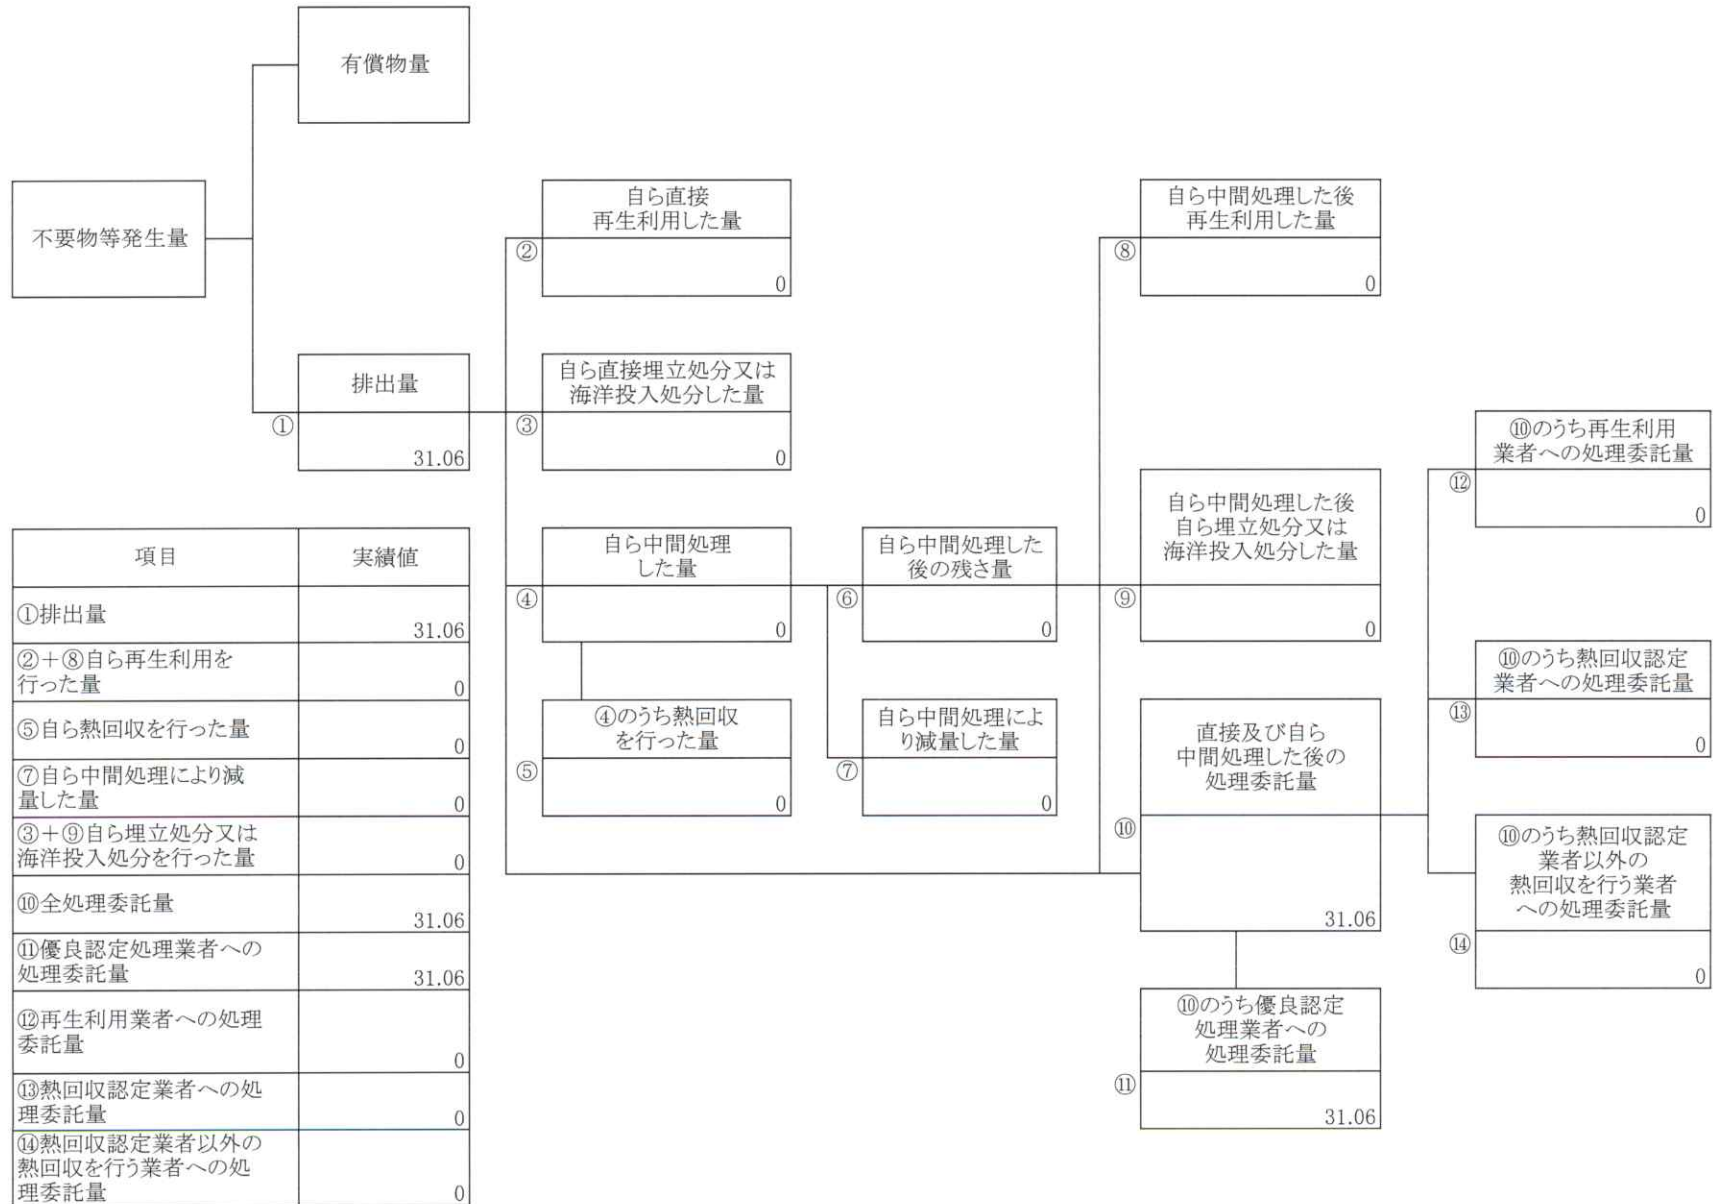 有償物量
不要物等発生量
自ら直接
再生利用した量
②
0
自ら中間処理した後
再生利用した量
⑧
0
排出量
①
31.06
自ら直接埋立処分又は
海洋投入処分した量
③
0
⑩のうち再生利用
業者への処理委託量
⑫
0
自ら中間処理
した量
④
0
自ら中間処理した
後の残さ量
⑥
0
自ら中間処理した後
自ら埋立処分又は
海洋投入処分した量
⑨
0
⑩のうち熱回収認定
業者への処理委託量
⑬
0
④のうち熱回収
を行った量
⑤
0
自ら中間処理によ
り減量した量
⑦
0
直接及び自ら
中間処理した後の
処理委託量
⑩
31.06
⑩のうち熱回収認定
業者以外の
熱回収を行う業者
への処理委託量
⑭
0
⑩のうち優良認定
処理業者への
処理委託量
⑪
31.06
項目 実績値
①排出量
31.06
②＋⑧自ら再生利用を
行った量 0
⑤自ら熱回収を行った量
0
⑦自ら中間処理により減
量した量 0
③＋⑨自ら埋立処分又は
海洋投入処分を行った量 0
⑩全処理委託量
31.06
⑪優良認定処理業者への
処理委託量 31.06
⑫再生利用業者への処理
委託量
0
⑬熱回収認定業者への処
理委託量 0
⑭熱回収認定業者以外の
熱回収を行う業者への処
理委託量 0